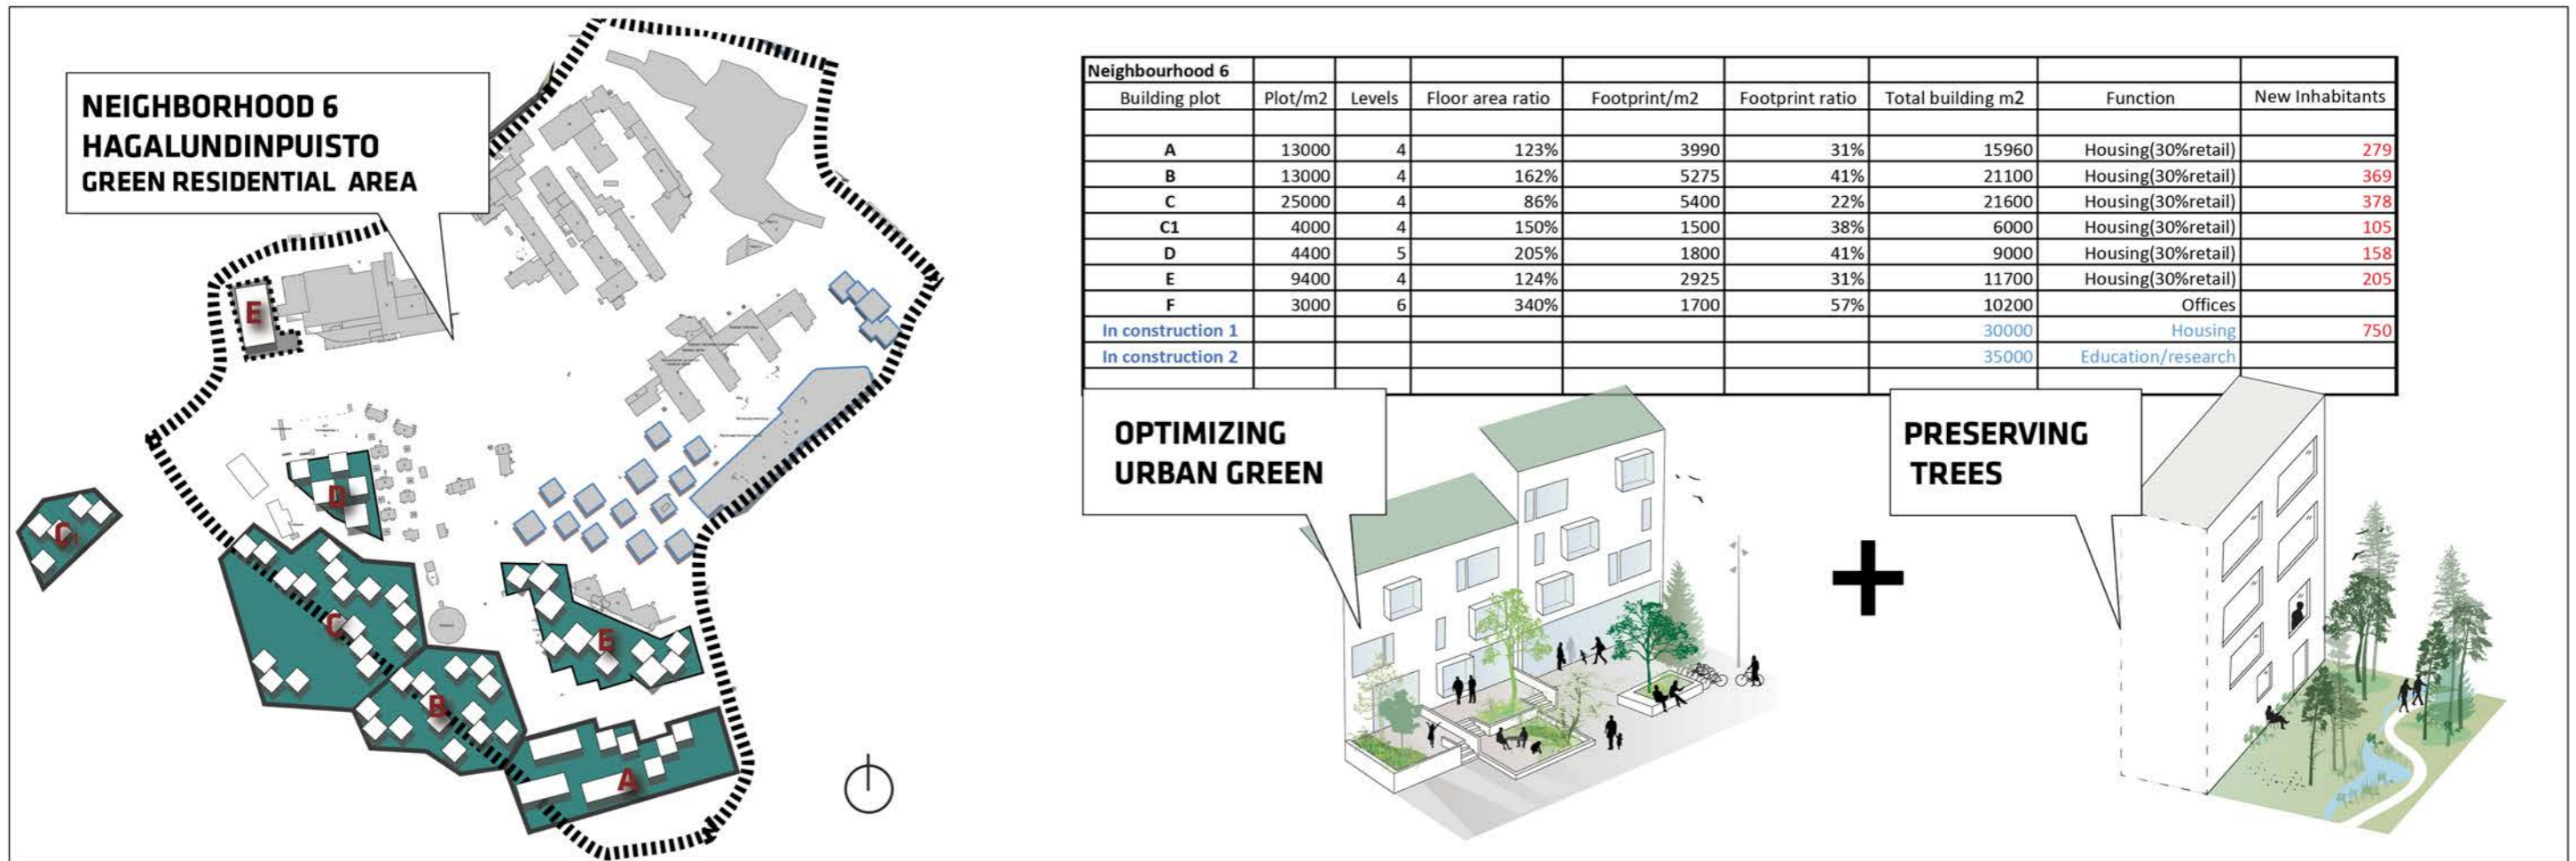 NEIGHBORHOOD 6
HAGALUNDINPUISTO
GREEN RESIDENTIAL AREA
E
D
C1
C
B
E
A
Neighbourhood 6
Building plot Plot/m2 Levels Floor area ratio Footprint/m2 Footprint ratio Total building m2 Function New Inhabitants
A 13000 4 123% 3990 31% 15960 Housing(30%retail) 279
B 13000 4 162% 5275 41% 21100 Housing(30%retail) 369
C 25000 4 86% 5400 22% 21600 Housing(30%retail) 378
C1 4000 4 150% 1500 38% 6000 Housing(30%retail) 105
D 4400 5 205% 1800 41% 9000 Housing(30%retail) 158
E 9400 4 124% 2925 31% 11700 Housing(30%retail) 205
F 3000 6 340% 1700 57% 10200 Offices
In construction 1 30000 Housing 750
In construction 2 35000 Education/research
OPTIMIZING
URBAN GREEN
+
PRESERVING
TREES